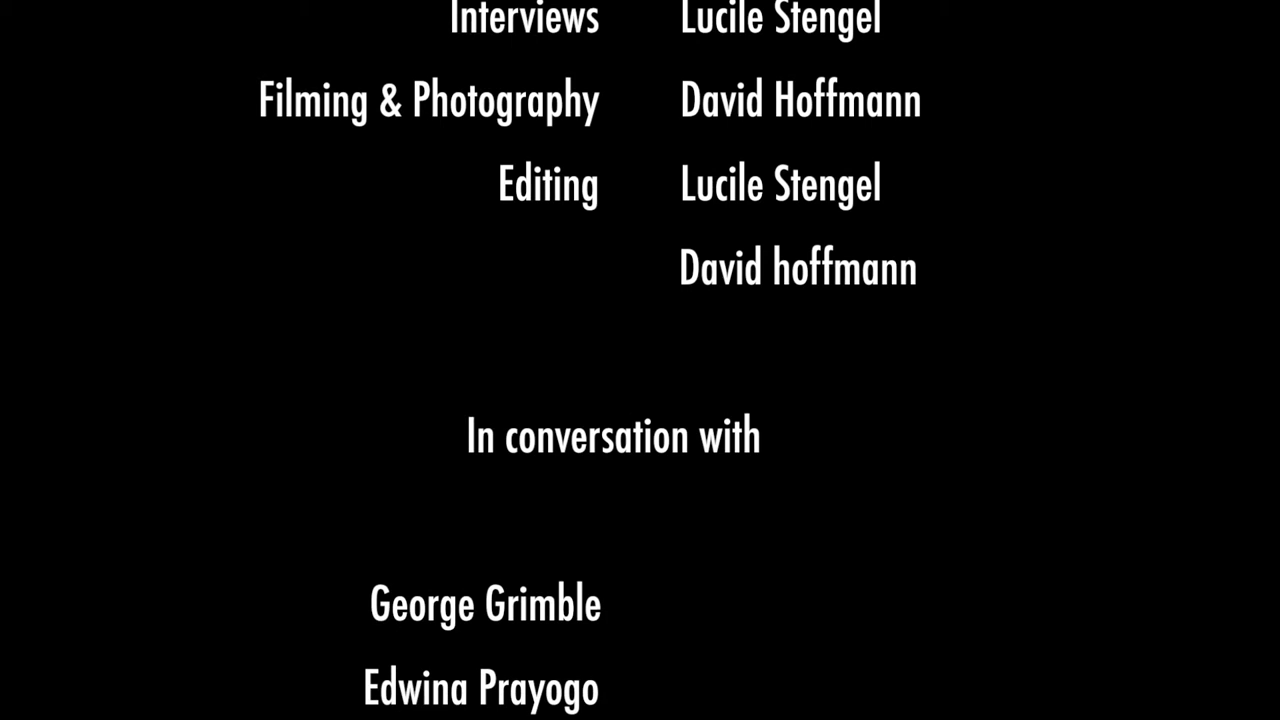 Interviews Lucile Stengel
Filming & Photography David Hoffmann
Editing Lucile Stengel
David hoffmann
In conversation with
George Grimble
Edwina Prayogo